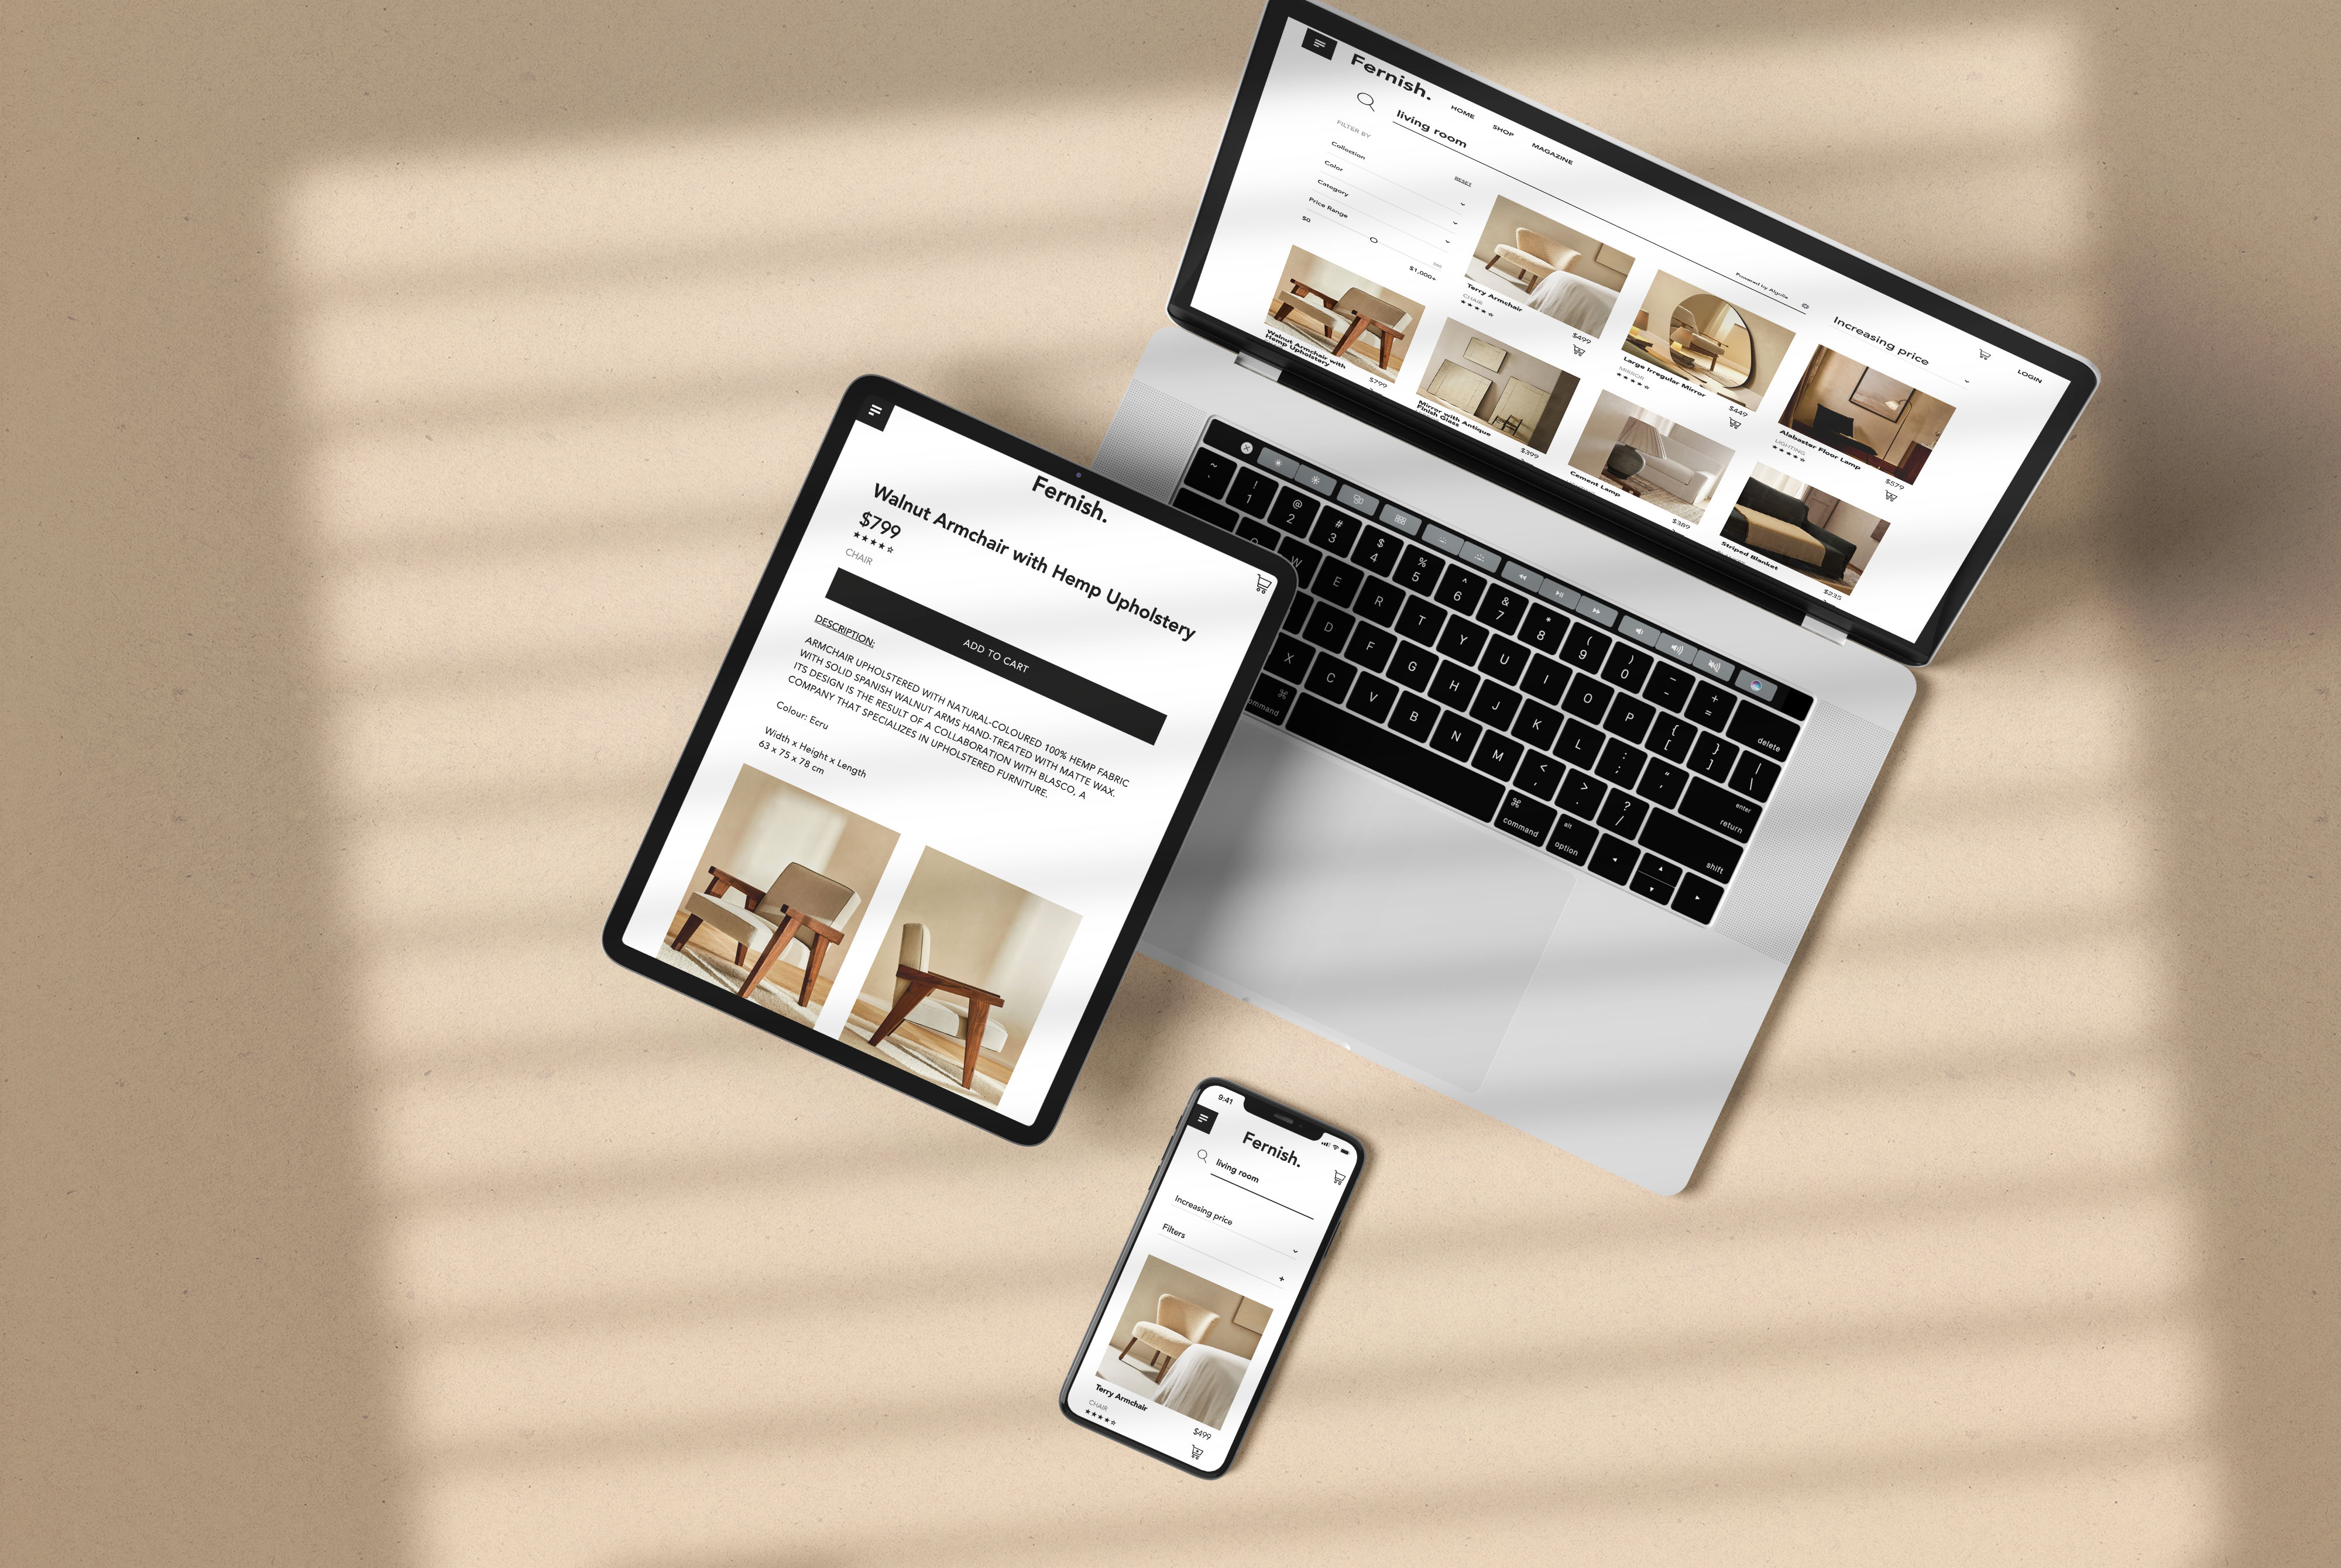 Fernish.
HOME
SHOP
MAGAZINE
LOGIN
living room
Powered by Algolia
Increasing price
FILTER BY
RESET
Collection
Color
Category
Price Range
$0
$1,000+
Terry Armchair
CHAIR
$499
Large Irregular Mirror
MIRROR
$449
Alabaster Floor Lamp
LIGHTING
$579
Walnut Armchair with
Hemp Upholstery
$799
Mirror with Antique
Finish Glass
$399
Cement Lamp
$389
Striped Blanket
$235
Fernish.
Walnut Armchair with Hemp Upholstery
$799
CHAIR
ADD TO CART
DESCRIPTION:
ARMCHAIR UPHOLSTERED WITH NATURAL-COLOURED 100% HEMP FABRIC
WITH SOLID SPANISH WALNUT ARMS HAND-TREATED WITH MATTE WAX.
ITS DESIGN IS THE RESULT OF A COLLABORATION WITH BLASCO, A
COMPANY THAT SPECIALIZES IN UPHOLSTERED FURNITURE.
Colour: Ecru
Width x Height x Length
63 x 75 x 78 cm
~ `
! 1 @ 2 # 3 $ 4 % 5 ^ 6 & 7 * 8 ( 9 ) 0 _ - + = delete
W E R T Y U I O P { [ } ] | \
D F G H J K L : ; " ' enter return
X C V B N M < , > . ? / shift
command
⌘ command alt option
9:41
Fernish.
living room
Increasing price
Filters
Terry Armchair
CHAIR
$499